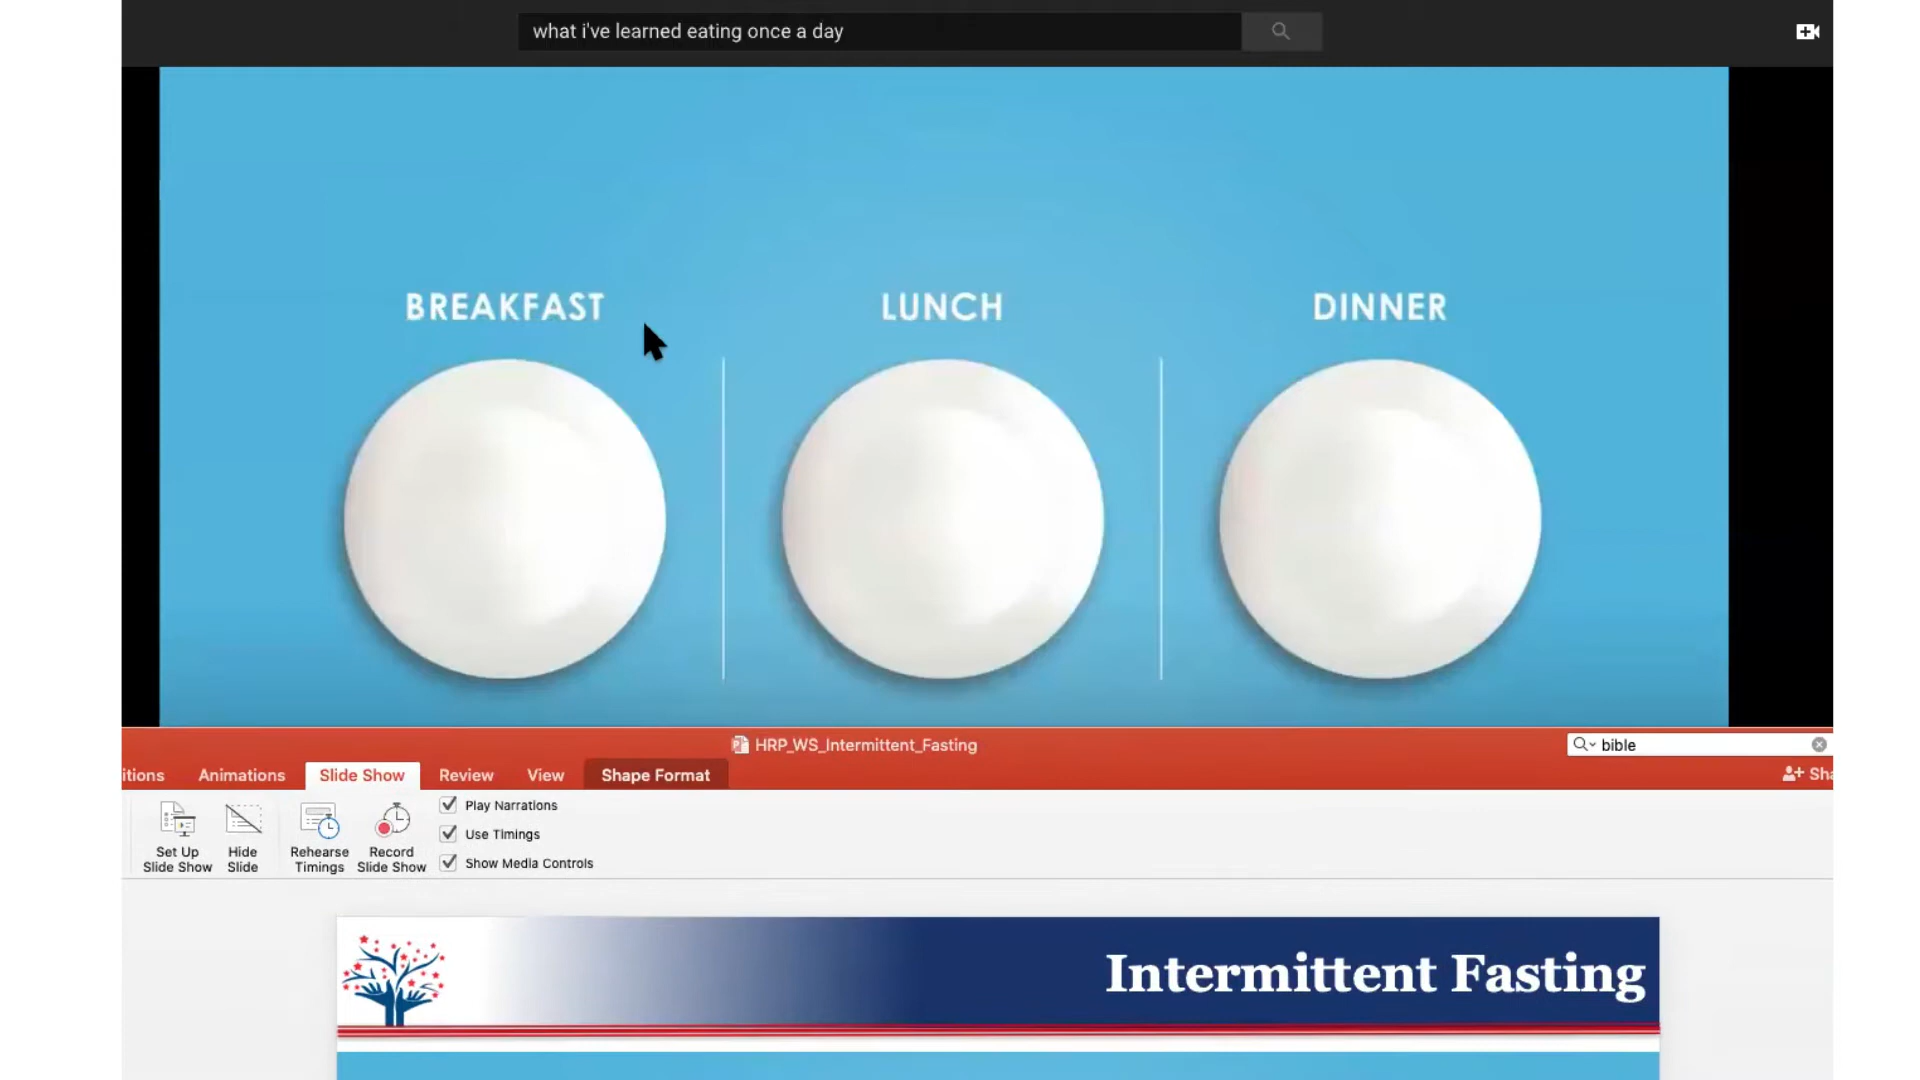 what i've learned eating once a day
BREAKFAST
LUNCH
DINNER
HRP_WS_Intermittent_Fasting
bible
itions
Animations
Slide Show
Review
View
Shape Format
Sha
Set Up
Slide Show
Hide
Slide
Rehearse
Timings
Record
Slide Show
Play Narrations
Use Timings
Show Media Controls
Intermittent Fasting